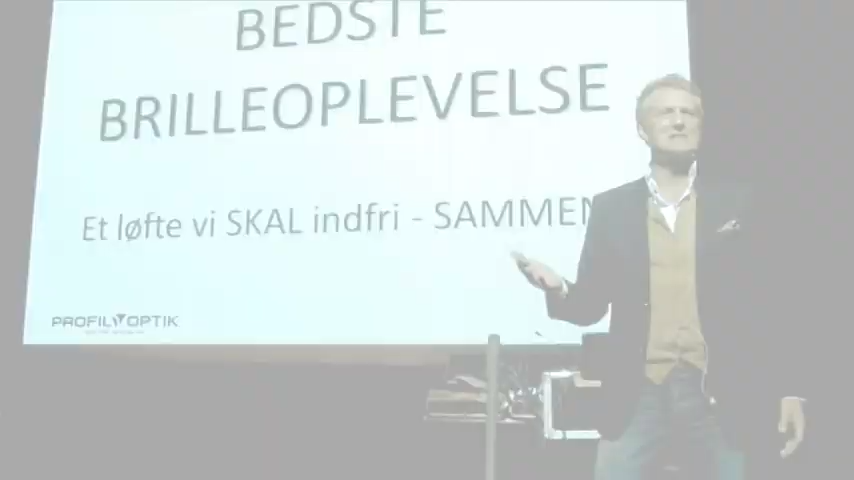 BEDSTE
BRILLEOPLEVELSE
Et løfte vi SKAL indfri - SAMMEN
PROFIL OPTIK